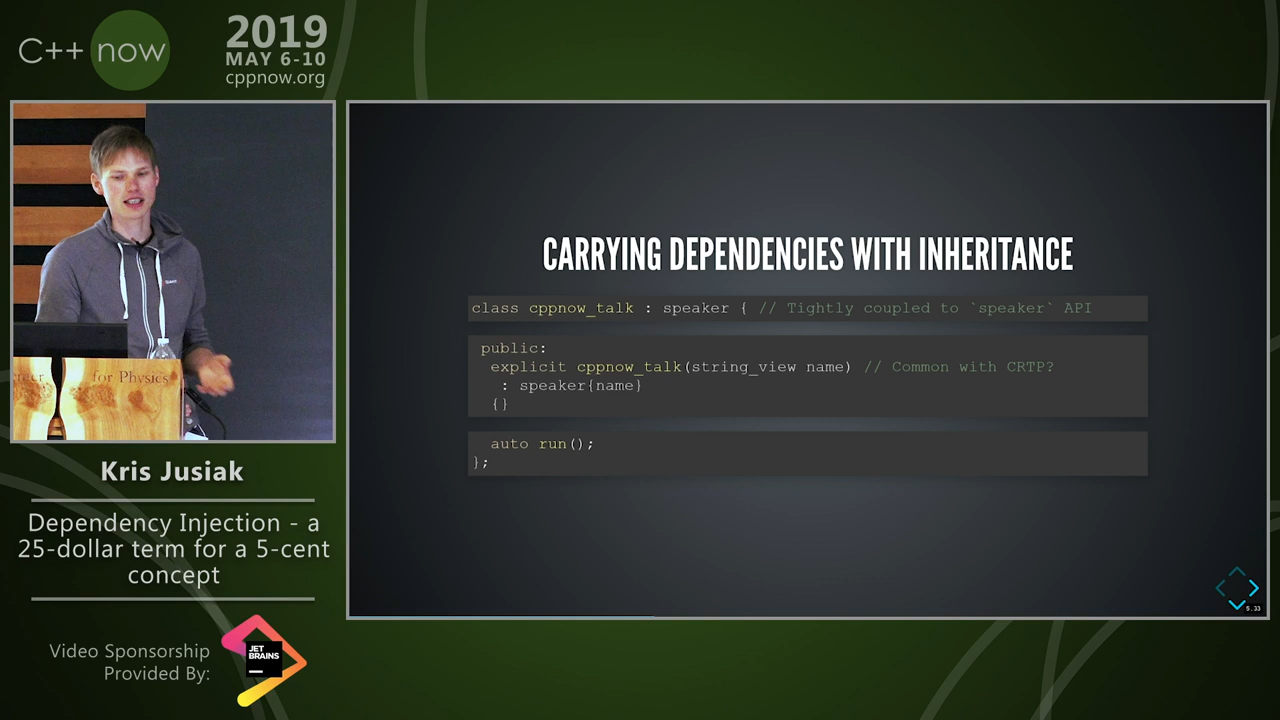 C++ now
2019
MAY 6-10
cppnow.org
for Physics
Kris Jusiak
Dependency Injection - a
25-dollar term for a 5-cent
concept
Video Sponsorship
Provided By:
JET
BRAINS
CARRYING DEPENDENCIES WITH INHERITANCE
class cppnow_talk : speaker { // Tightly coupled to `speaker` API
public:
explicit cppnow_talk(string_view name) // Common with CRTP?
: speaker{name}
{}
auto run();
};
5.33